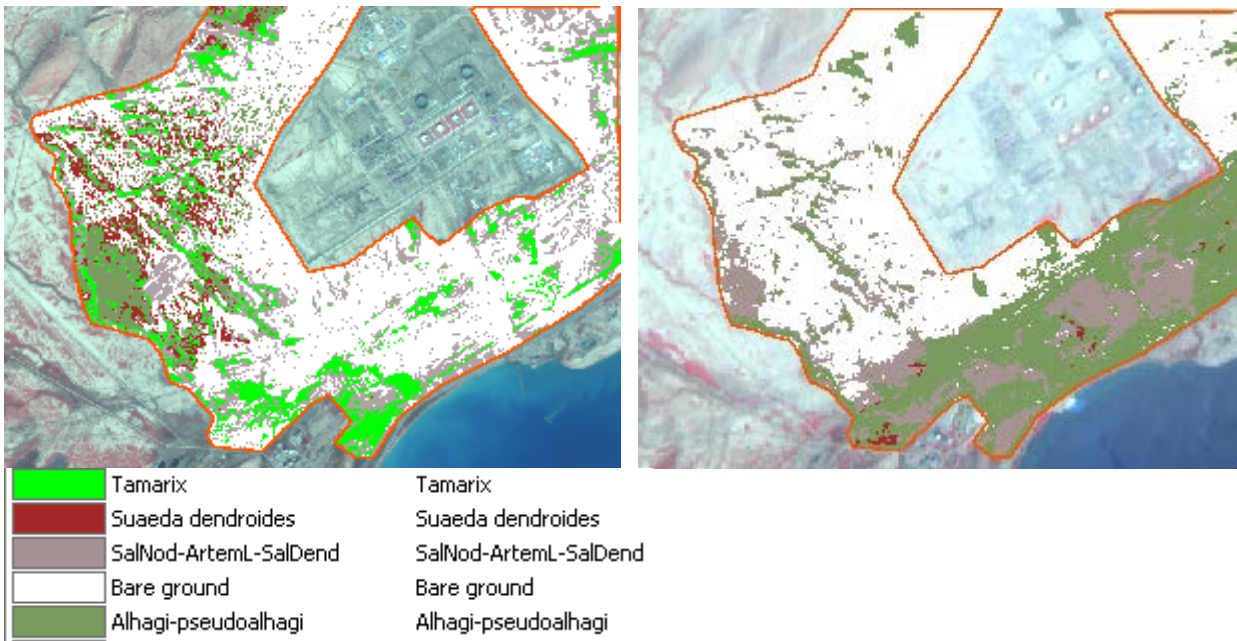 Tamarix Tamarix
Suaeda dendroides Suaeda dendroides
SalNod-ArtemL-SalDend SalNod-ArtemL-SalDend
Bare ground Bare ground
Alhagi-pseudoalhagi Alhagi-pseudoalhagi